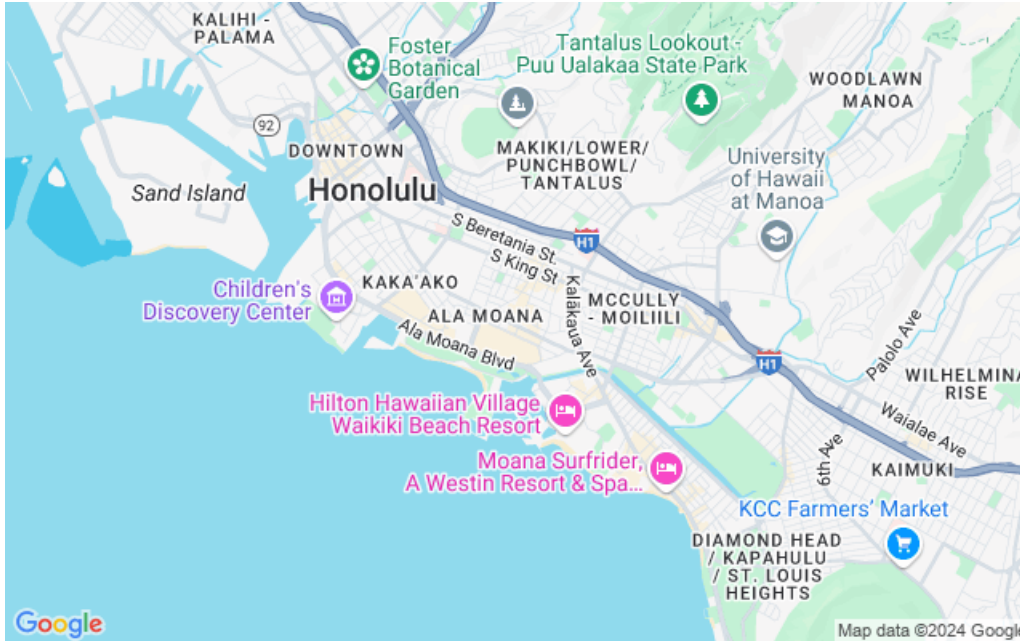 KALIHI -
PALAMA
Foster
Botanical
Garden
Tantalus Lookout -
Puu Ualakaa State Park
WOODLAWN
MANOA
92
DOWNTOWN
MAKIKI/LOWER/
PUNCHBOWL/
TANTALUS
University
of Hawaii
at Manoa
Sand Island
Honolulu
S Beretania St.
S King St
H1
Children's
Discovery Center
KAKA'AKO
ALA MOANA
Kalākaua Ave
MCCULLY
- MOILIILI
Ala Moana Blvd
H1
Palolo Ave
WILHELMINA
RISE
Hilton Hawaiian Village
Waikiki Beach Resort
Waialae Ave
6th Ave
KAIMUKI
Moana Surfrider,
A Westin Resort & Spa...
KCC Farmers' Market
DIAMOND HEAD
/ KAPAHULU
/ ST. LOUIS
HEIGHTS
Google
Map data ©2024 Google